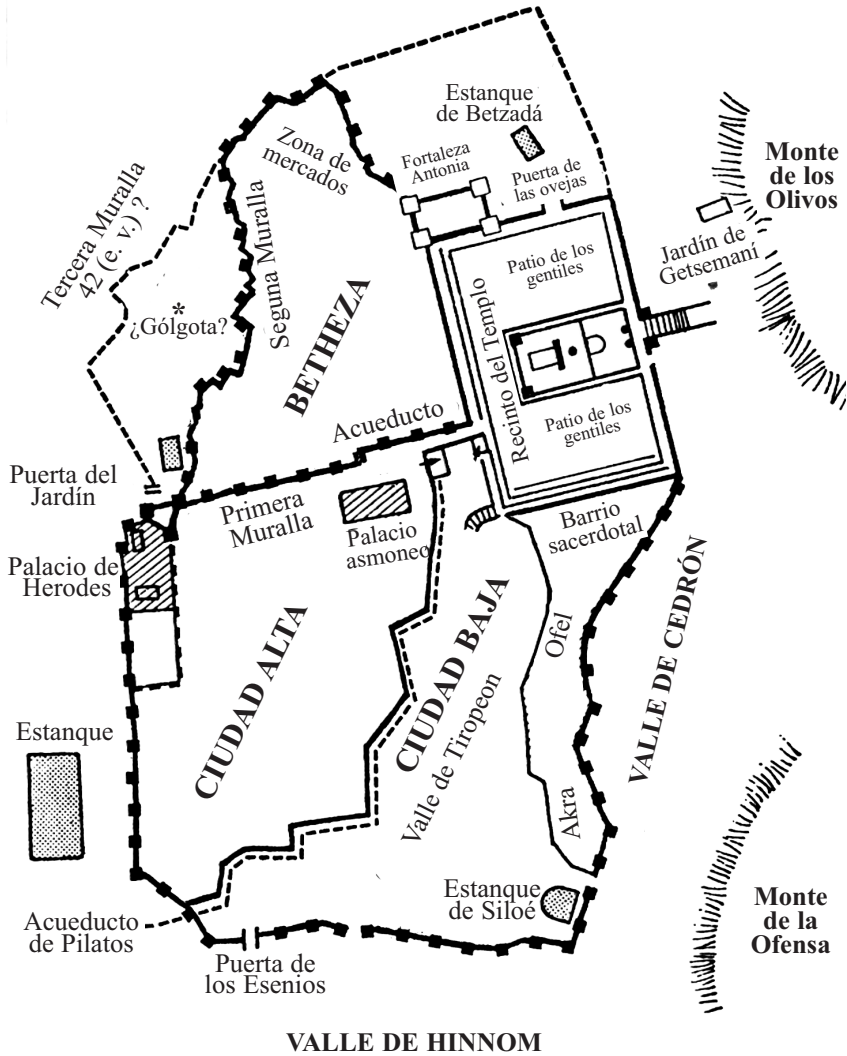 Estanque
de Betzadá
Zona de
mercados
Fortaleza
Antonia
Puerta de
las ovejas
Monte
de los
Olivos
Tercera Muralla
42 (e. v.) ?
Seguna Muralla
Patio de los
gentiles
Jardín de
Getsemaní
*
¿Gólgota?
BETHEZA
Recinto del Templo
Acueducto
Patio de los
gentiles
Puerta del
Jardín
Primera
Muralla
Palacio
asmoneo
Barrio
sacerdotal
Palacio de
Herodes
CIUDAD ALTA
CIUDAD BAJA
Valle de Tiropeon
Ofel
VALLE DE CEDRÓN
Estanque
Akra
Estanque
de Siloé
Monte
de la
Ofensa
Acueducto
de Pilatos
Puerta de
los Esenios
VALLE DE HINNOM